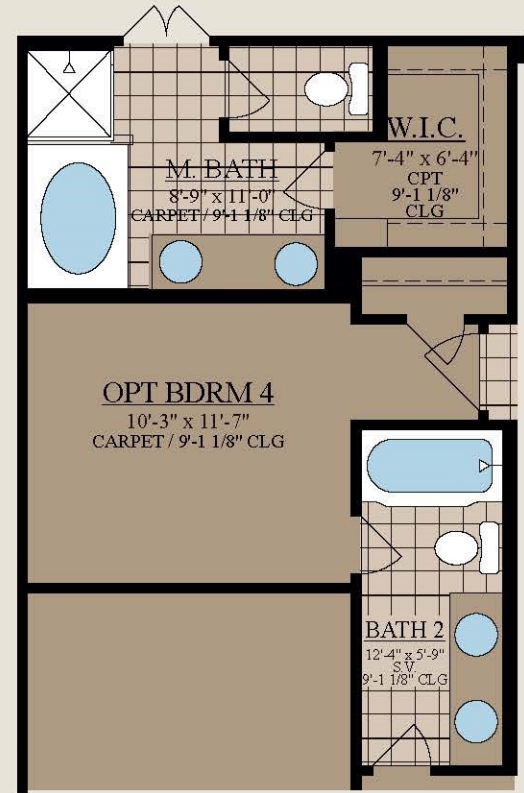 W.I.C.
7'-4" x 6'-4"
CPT
9'-1 1/8"
CLG
M. BATH
8'-9" x 11'-0"
CARPET / 9'-1 1/8" CLG
OPT BDRM 4
10'-3" x 11'-7"
CARPET / 9'-1 1/8" CLG
BATH 2
12'-4" x 5'-9"
S.V.
9'-1 1/8" CLG